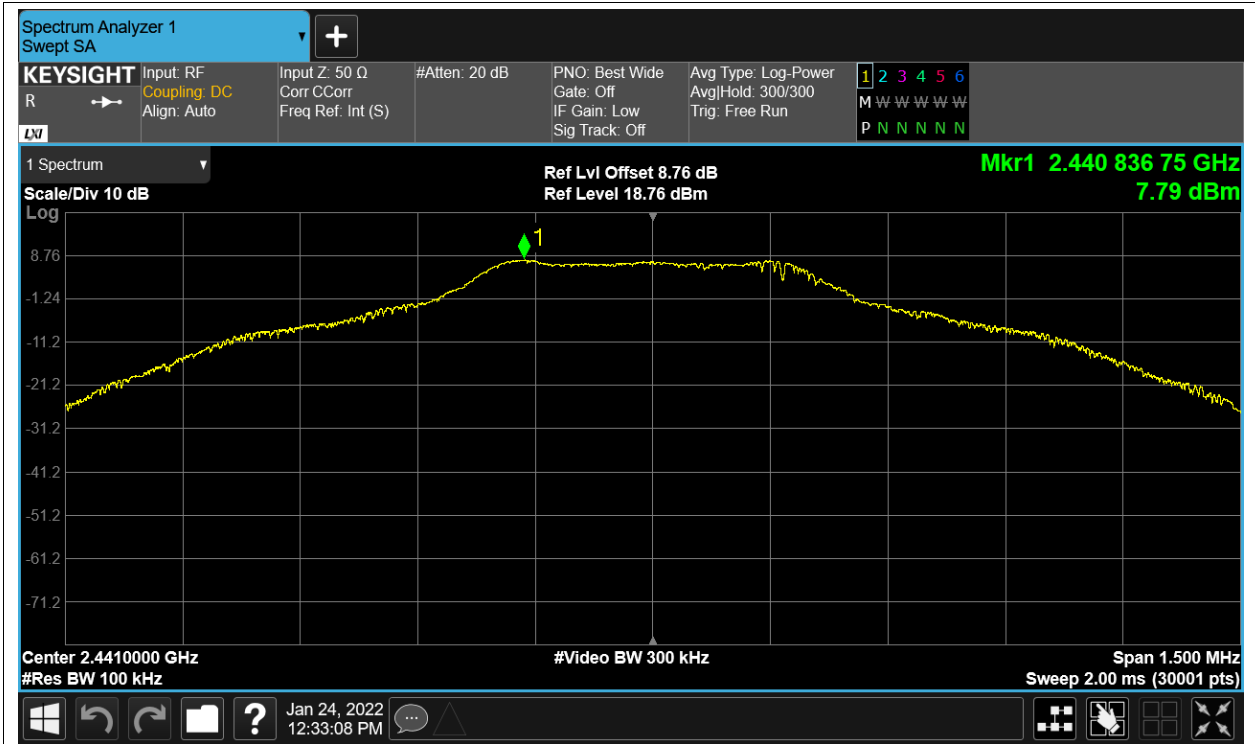 Spectrum Analyzer 1
Swept SA
KEYSIGHT
R
LXI
Input: RF
Coupling: DC
Align: Auto
Input Z: 50 Ω
Corr CCorr
Freq Ref: Int (S)
#Atten: 20 dB
PNO: Best Wide
Gate: Off
IF Gain: Low
Sig Track: Off
Avg Type: Log-Power
Avg|Hold: 300/300
Trig: Free Run
1 2 3 4 5 6
M W W W W W
P N N N N N
1 Spectrum
Scale/Div 10 dB
Log
Ref Lvl Offset 8.76 dB
Ref Level 18.76 dBm
Mkr1 2.440 836 75 GHz
7.79 dBm
1
8.76
-1.24
-11.2
-21.2
-31.2
-41.2
-51.2
-61.2
-71.2
Center 2.4410000 GHz
#Res BW 100 kHz
#Video BW 300 kHz
Span 1.500 MHz
Sweep 2.00 ms (30001 pts)
?
Jan 24, 2022
12:33:08 PM